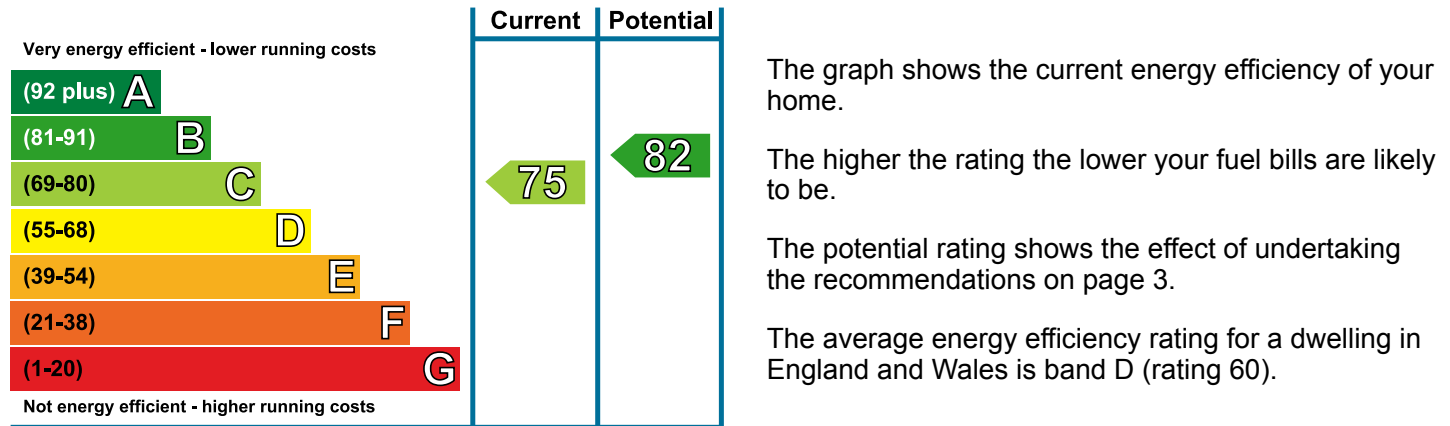 Current Potential
Very energy efficient - lower running costs
(92 plus) A
(81-91) B
(69-80) C
(55-68) D
(39-54) E
(21-38) F
(1-20) G
Not energy efficient - higher running costs
75
82
The graph shows the current energy efficiency of your
home.
The higher the rating the lower your fuel bills are likely
to be.
The potential rating shows the effect of undertaking
the recommendations on page 3.
The average energy efficiency rating for a dwelling in
England and Wales is band D (rating 60).